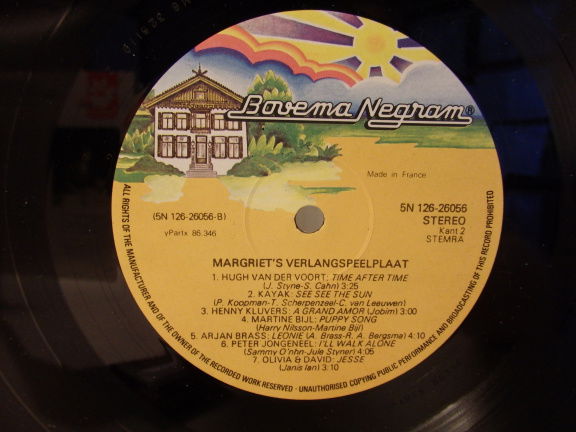 Bovema Negram®
Made in France
(5N 126-26056-B)
yPartx 86.346
5N 126-26056
STEREO
Kant 2
STEMRA
MARGRIET'S VERLANGSPEELPLAAT
1. HUGH VAN DER VOORT: TIME AFTER TIME
(J. Styne-S. Cahn) 3:25
2. KAYAK: SEE SEE THE SUN
(P. Koopman-T. Scherpenzeel-C. van Leeuwen)
3. HENNY KLUVERS: A GRAND AMOR (Jobim) 3:00
4. MARTINE BIJL: PUPPY SONG
(Harry Nilsson-Martine Bijl)
5. ARJAN BRASS: LEONIE (A. Brass-R. A. Bergsma) 4:10
6. PETER JONGENEEL: I'LL WALK ALONE
(Sammy O'hn-Jule Styner) 4:05
7. OLIVIA & DAVID: JESSE
(Janis Ian) 3:10
ALL RIGHTS OF THE MANUFACTURER AND OF THE OWNER OF THE RECORDED WORK RESERVED · UNAUTHORISED COPYING PUBLIC PERFORMANCE AND BROADCASTING OF THIS RECORD PROHIBITED